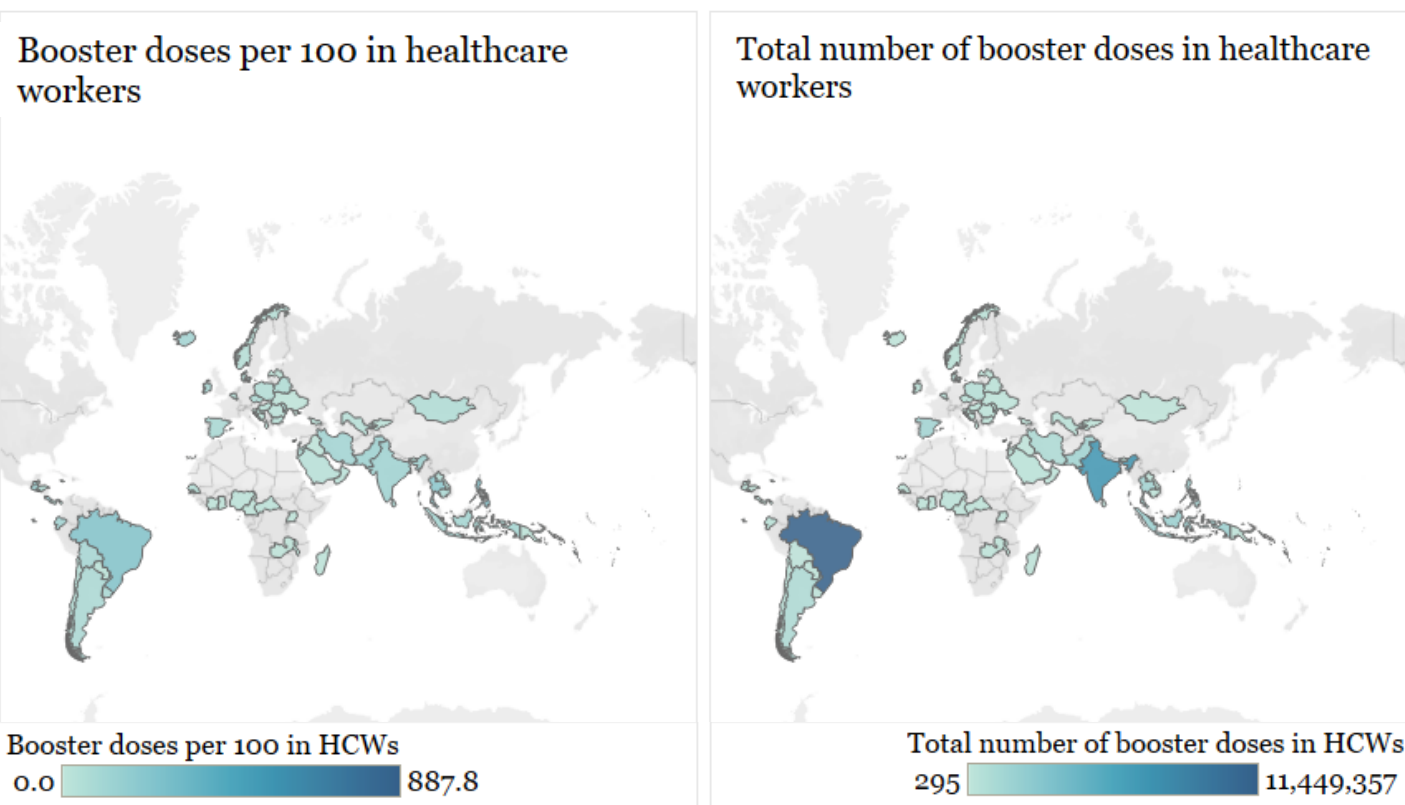 Booster doses per 100 in healthcare
workers
Total number of booster doses in healthcare
workers
Booster doses per 100 in HCWs
0.0
887.8
Total number of booster doses in HCWs
295
11,449,357